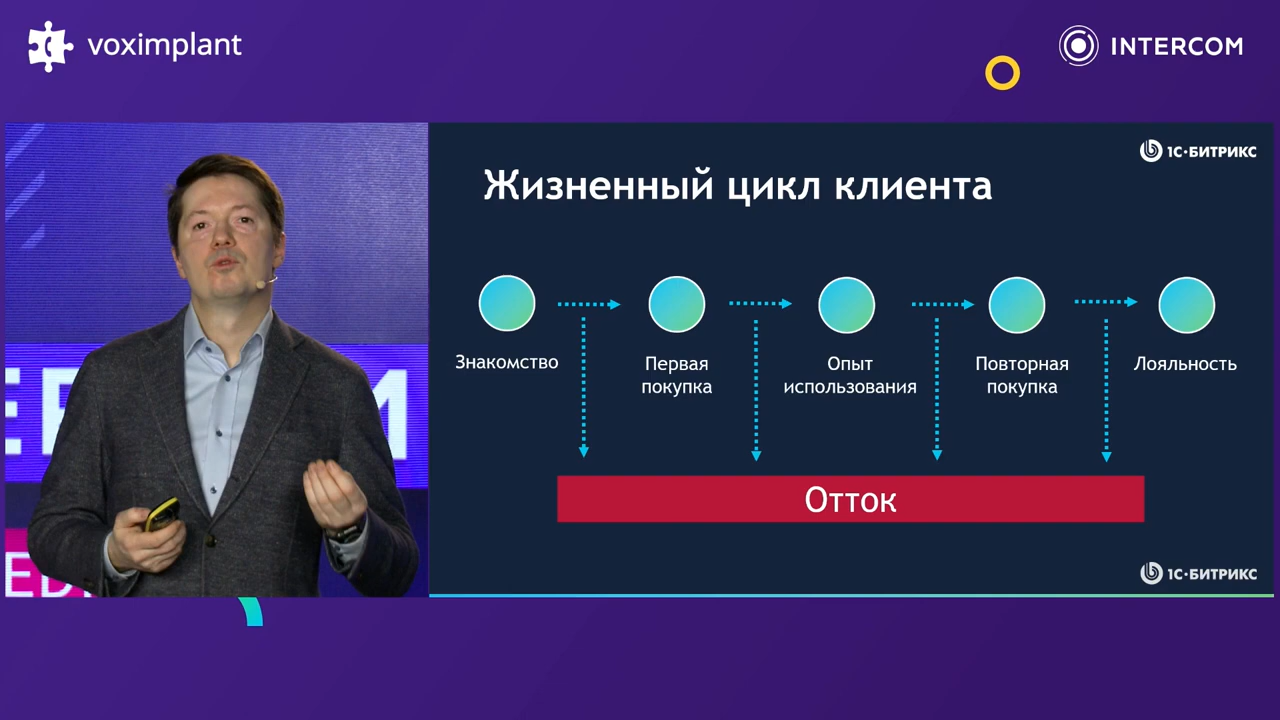 voximplant
INTERCOM
1С·БИТРИКС
Жизненный цикл клиента
Знакомство
Первая
покупка
Опыт
использования
Повторная
покупка
Лояльность
Отток
1С·БИТРИКС